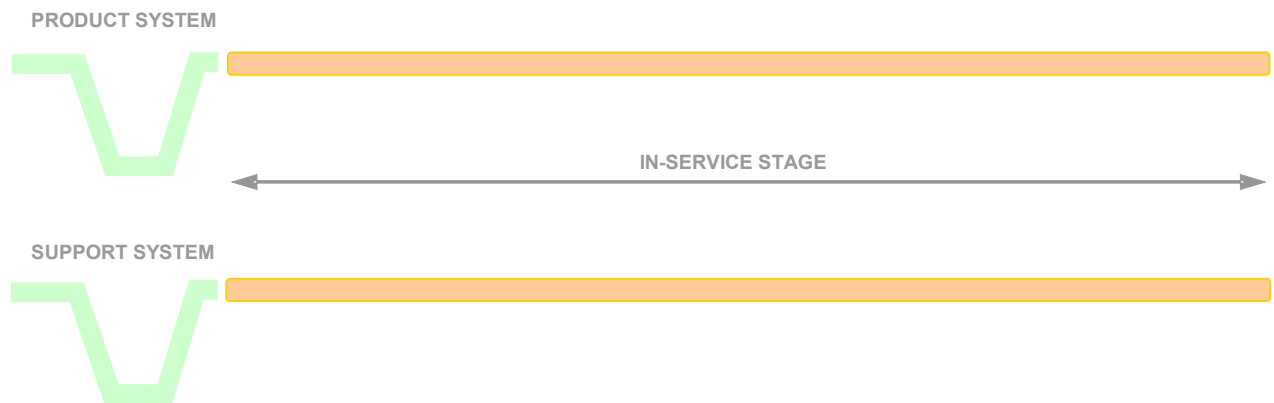 PRODUCT SYSTEM
IN-SERVICE STAGE
SUPPORT SYSTEM